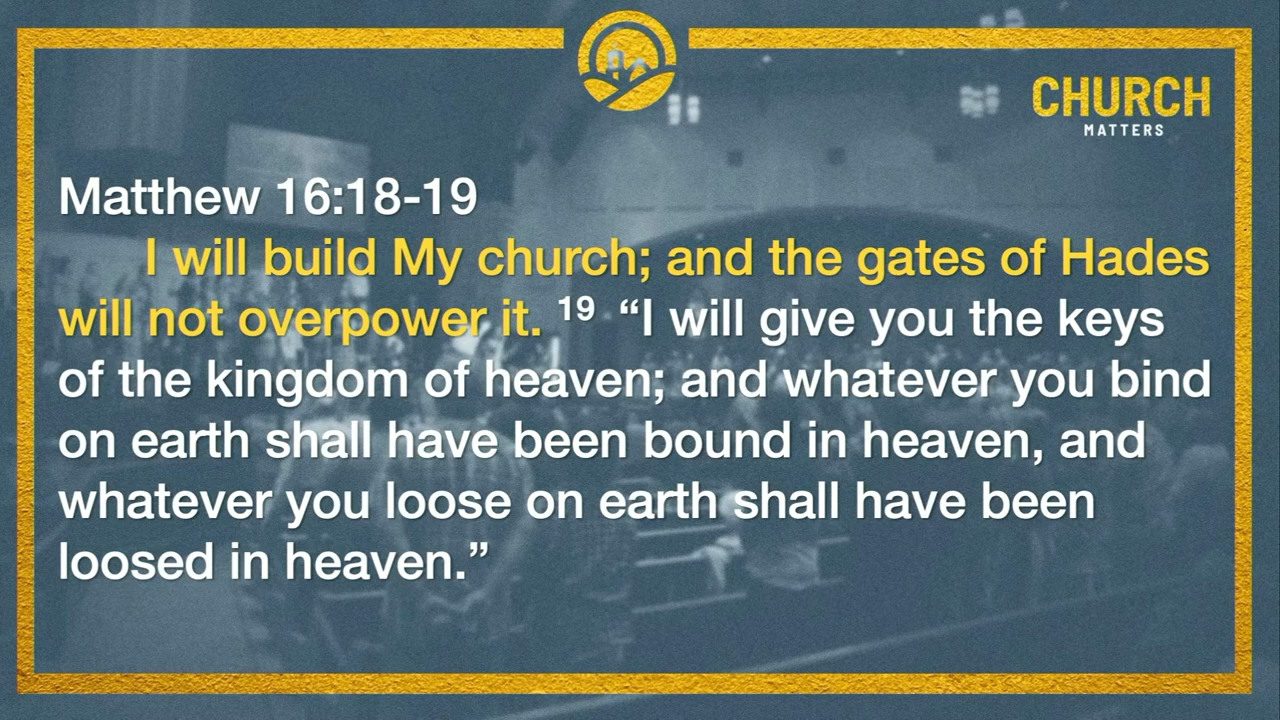 CHURCH
MATTERS
Matthew 16:18-19
I will build My church; and the gates of Hades
will not overpower it. 19 “I will give you the keys
of the kingdom of heaven; and whatever you bind
on earth shall have been bound in heaven, and
whatever you loose on earth shall have been
loosed in heaven.”